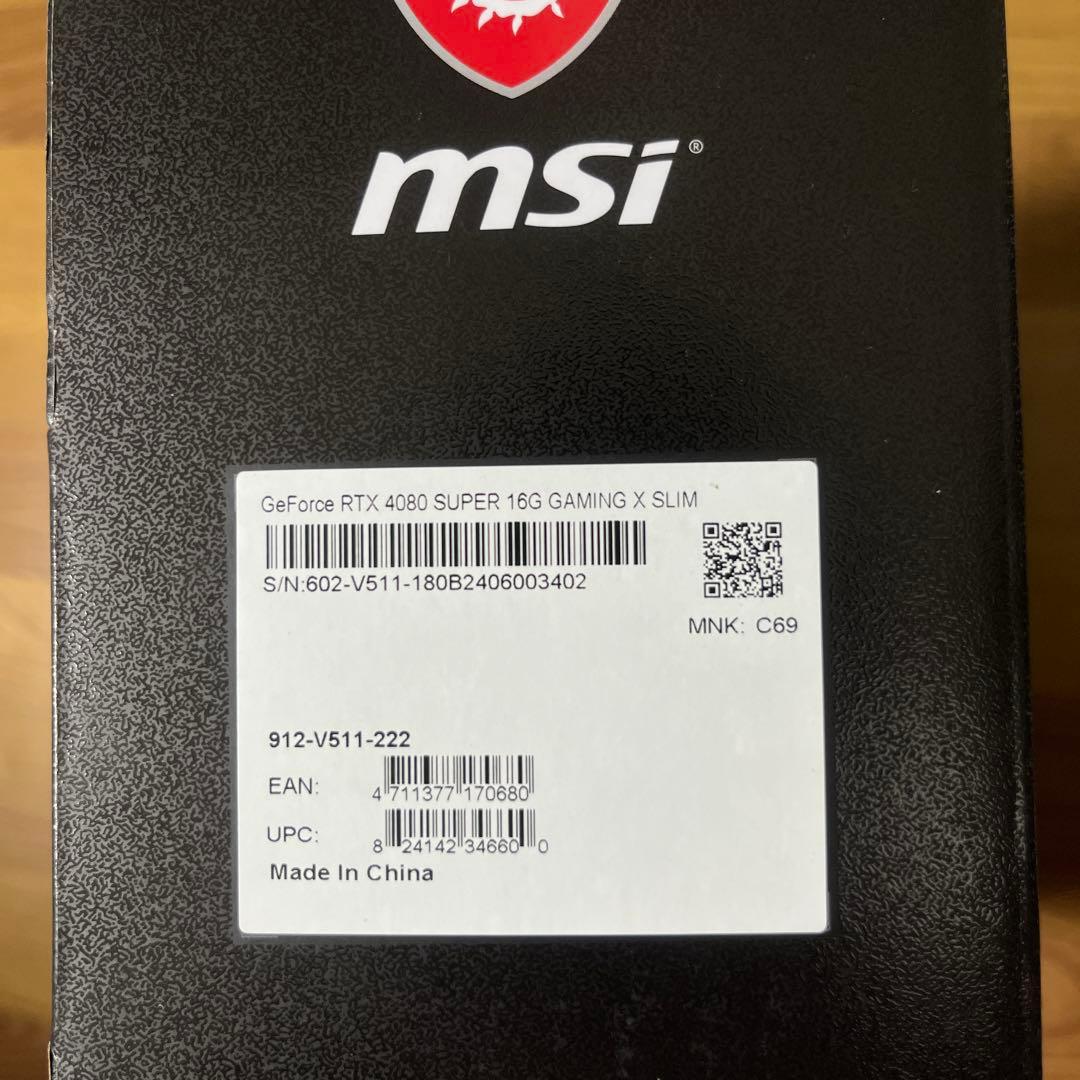 msi®
GeForce RTX 4080 SUPER 16G GAMING X SLIM
S/N:602-V511-180B2406003402
MNK: C69
912-V511-222
EAN: 4 711377 170680
UPC: 8 24142 34660 0
Made In China